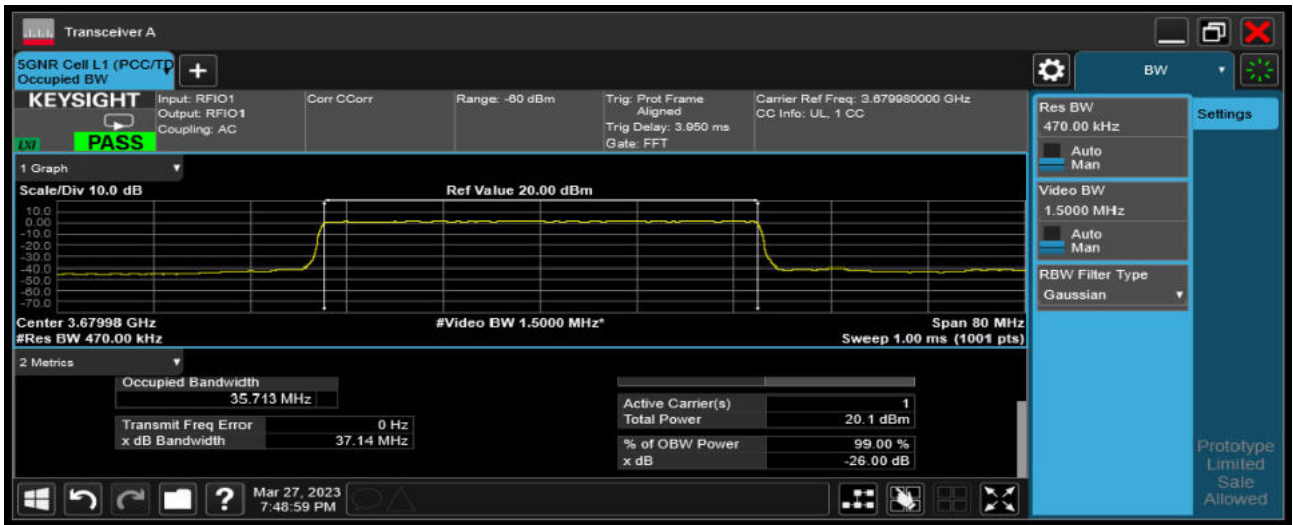 Transceiver A
5GNR Cell L1 (PCC/TD
Occupied BW
+
BW
KEYSIGHT
LXI
PASS
Input: RFIO1
Output: RFIO1
Coupling: AC
Corr CCorr
Range: -60 dBm
Trig: Prot Frame
Aligned
Trig Delay: 3.950 ms
Gate: FFT
Carrier Ref Freq: 3.679980000 GHz
CC Info: UL, 1 CC
Res BW
470.00 kHz
Auto
Man
Video BW
1.5000 MHz
Auto
Man
RBW Filter Type
Gaussian
Settings
1 Graph
Scale/Div 10.0 dB
Ref Value 20.00 dBm
10.0
0.00
-10.0
-20.0
-30.0
-40.0
-50.0
-60.0
-70.0
Center 3.67998 GHz
#Video BW 1.5000 MHz*
Span 80 MHz
#Res BW 470.00 kHz
Sweep 1.00 ms (1001 pts)
2 Metrics
Occupied Bandwidth
35.713 MHz
Transmit Freq Error 0 Hz
x dB Bandwidth 37.14 MHz
Active Carrier(s) 1
Total Power 20.1 dBm
% of OBW Power 99.00 %
x dB -26.00 dB
Prototype
Limited
Sale
Allowed
?
Mar 27, 2023
7:48:59 PM